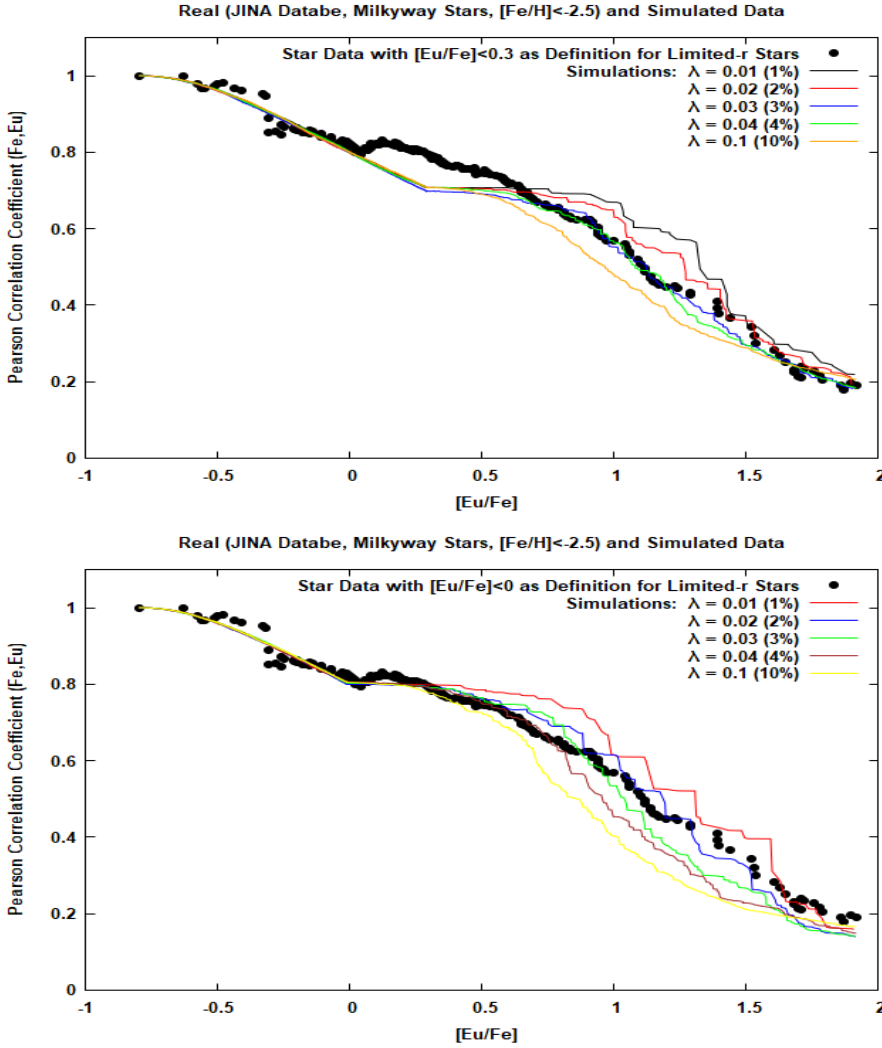 Real (JINA Databe, Milkyway Stars, [Fe/H]<-2.5) and Simulated Data
Star Data with [Eu/Fe]<0.3 as Definition for Limited-r Stars
Simulations: λ = 0.01 (1%)
λ = 0.02 (2%)
λ = 0.03 (3%)
λ = 0.04 (4%)
λ = 0.1 (10%)
Pearson Correlation Coefficient (Fe,Eu)
1
0.8
0.6
0.4
0.2
0
-1 -0.5 0 0.5 1 1.5 2
[Eu/Fe]
Real (JINA Databe, Milkyway Stars, [Fe/H]<-2.5) and Simulated Data
Star Data with [Eu/Fe]<0 as Definition for Limited-r Stars
Simulations: λ = 0.01 (1%)
λ = 0.02 (2%)
λ = 0.03 (3%)
λ = 0.04 (4%)
λ = 0.1 (10%)
Pearson Correlation Coefficient (Fe,Eu)
1
0.8
0.6
0.4
0.2
0
-1 -0.5 0 0.5 1 1.5 2
[Eu/Fe]